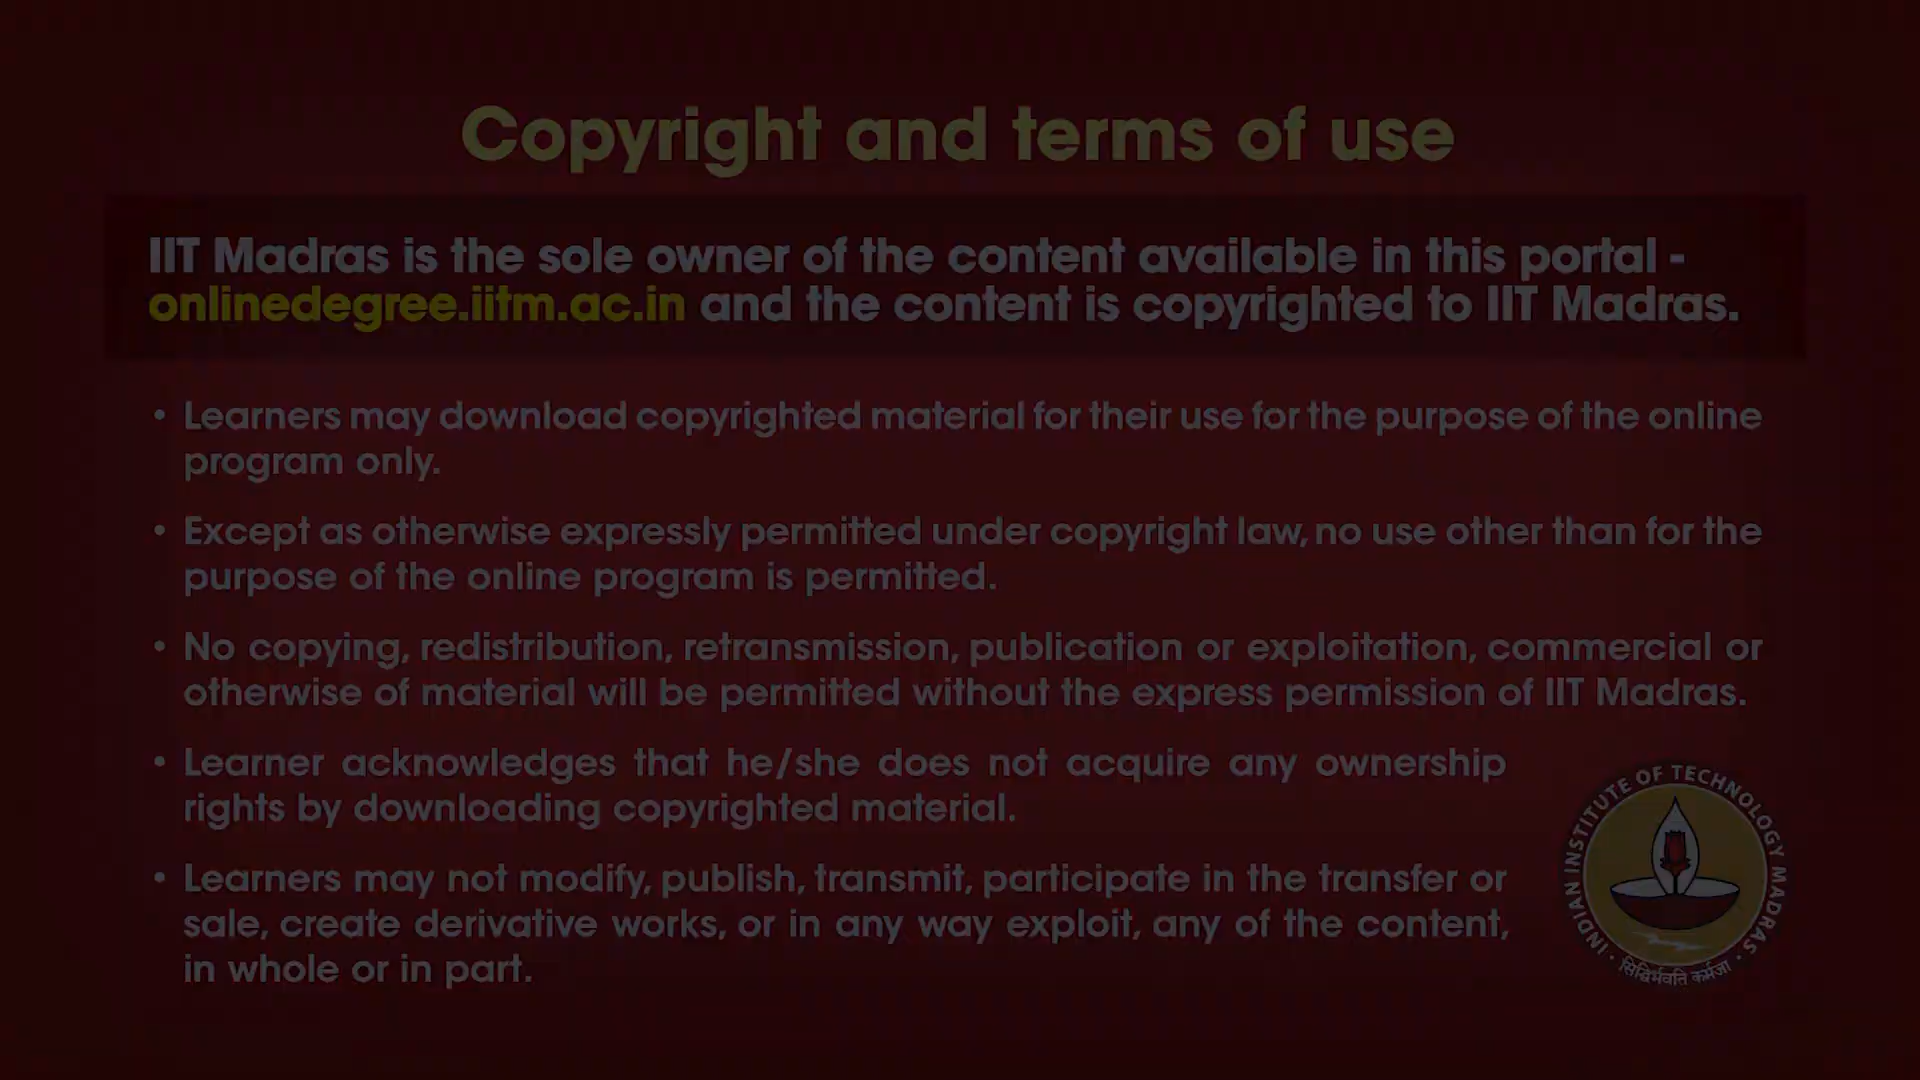 Copyright and terms of use
IIT Madras is the sole owner of the content available in this portal -
onlinedegree.iitm.ac.in and the content is copyrighted to IIT Madras.
• Learners may download copyrighted material for their use for the purpose of the online
program only.
• Except as otherwise expressly permitted under copyright law, no use other than for the
purpose of the online program is permitted.
• No copying, redistribution, retransmission, publication or exploitation, commercial or
otherwise of material will be permitted without the express permission of IIT Madras.
• Learner acknowledges that he/she does not acquire any ownership
rights by downloading copyrighted material.
• Learners may not modify, publish, transmit, participate in the transfer or
sale, create derivative works, or in any way exploit, any of the content,
in whole or in part.
INDIAN INSTITUTE OF TECHNOLOGY MADRAS
सिद्धिर्भवति कर्मजा